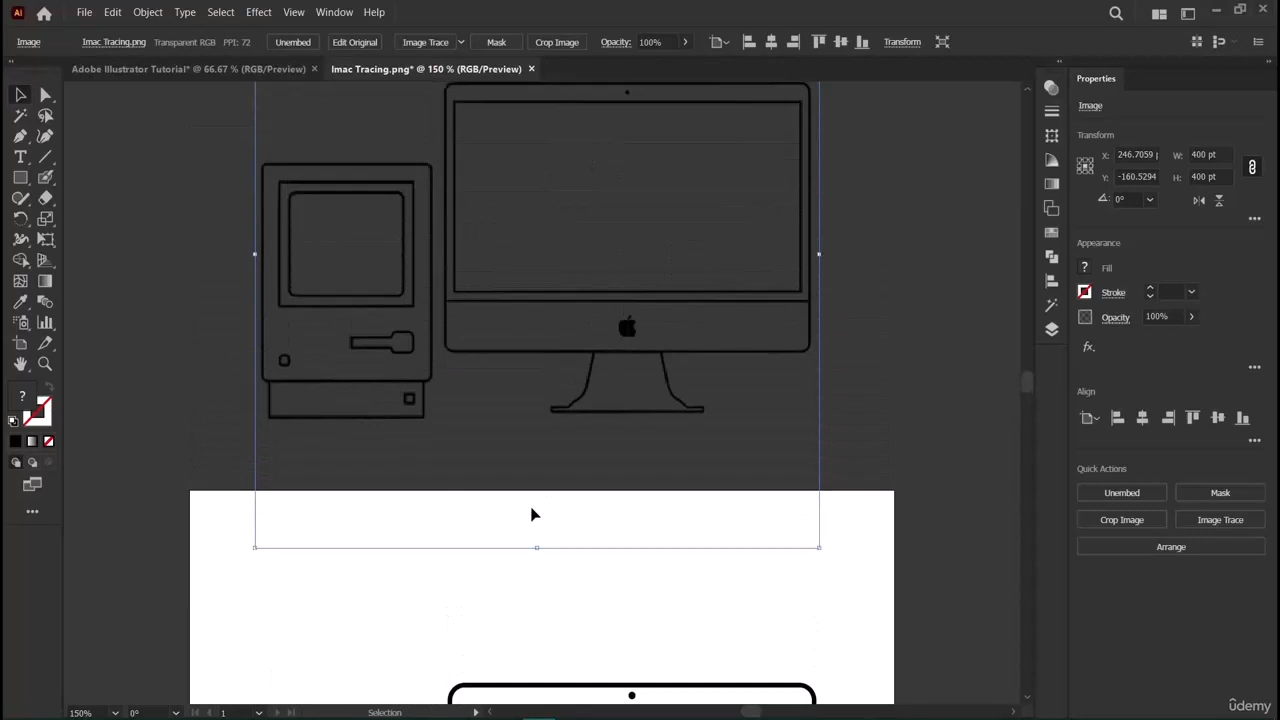 Ai File Edit Object Type Select Effect View Window Help
Image Imac Tracing.png Transparent RGB PPI: 72 Unembed Edit Original Image Trace Mask Crop Image Opacity: 100% Transform
Adobe Illustrator Tutorial* @ 66.67 % (RGB/Preview) × Imac Tracing.png* @ 150 % (RGB/Preview) ×
Properties
Image
Transform
X: 246.7059 p W: 400 pt
Y: -160.5294 H: 400 pt
0°
Appearance
? Fill
Stroke
Opacity 100%
fx.
Align
Quick Actions
Unembed Mask
Crop Image Image Trace
Arrange
?
150% 0° 1 Selection
ûdemy